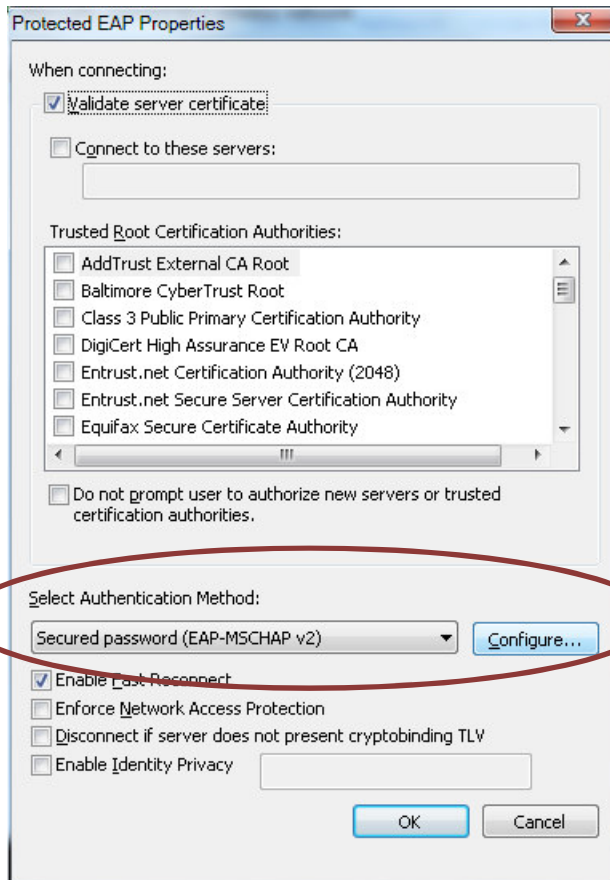 Protected EAP Properties
When connecting:
Validate server certificate
Connect to these servers:
Trusted Root Certification Authorities:
AddTrust External CA Root
Baltimore CyberTrust Root
Class 3 Public Primary Certification Authority
DigiCert High Assurance EV Root CA
Entrust.net Certification Authority (2048)
Entrust.net Secure Server Certification Authority
Equifax Secure Certificate Authority
Do not prompt user to authorize new servers or trusted
certification authorities.
Select Authentication Method:
Secured password (EAP-MSCHAP v2)
Configure...
Enable Fast Reconnect
Enforce Network Access Protection
Disconnect if server does not present cryptobinding TLV
Enable Identity Privacy
OK
Cancel